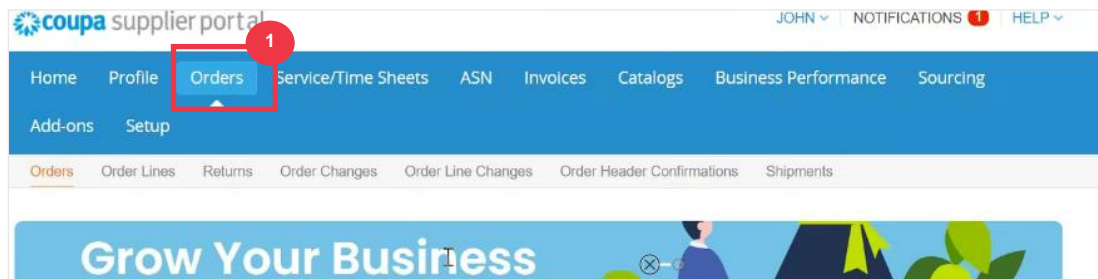 coupa supplier portal
JOHN NOTIFICATIONS 1 HELP
1
Home Profile Orders Service/Time Sheets ASN Invoices Catalogs Business Performance Sourcing
Add-ons Setup
Orders Order Lines Returns Order Changes Order Line Changes Order Header Confirmations Shipments
Grow Your Business